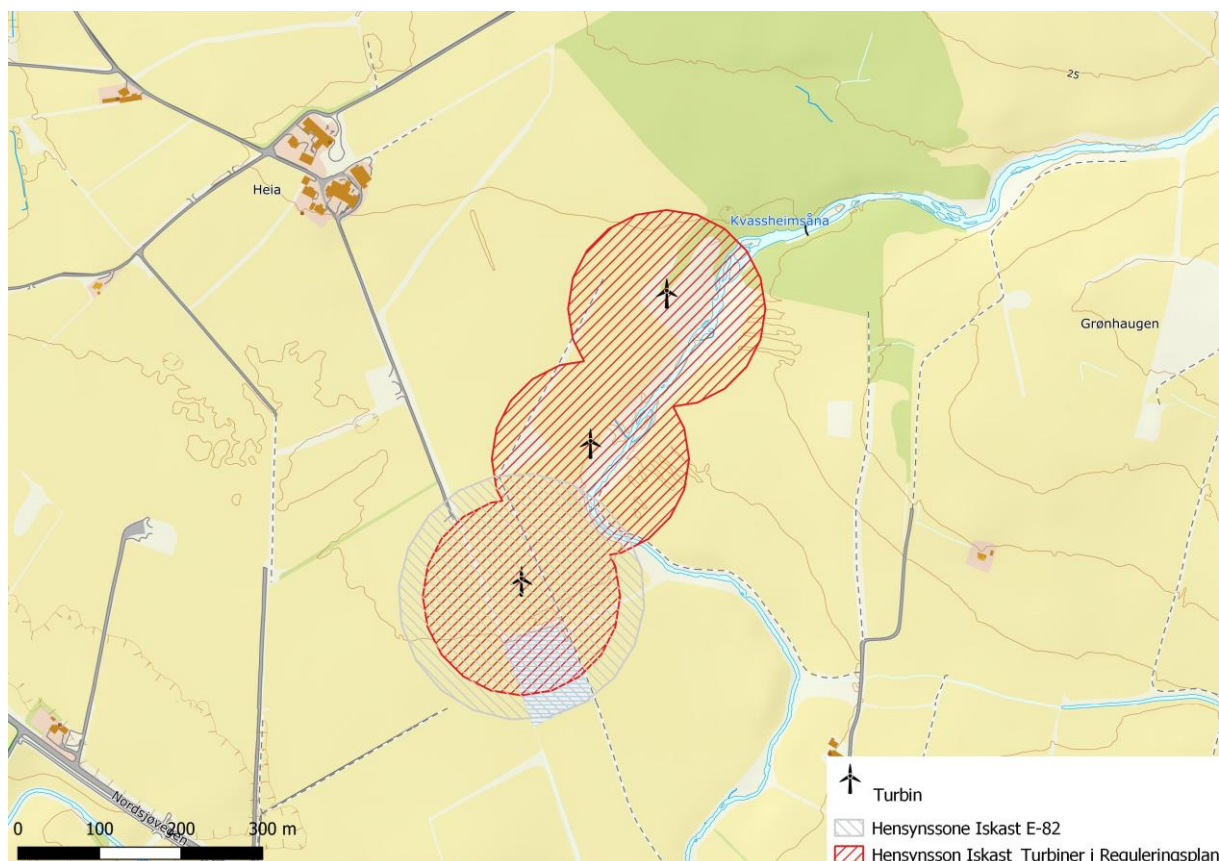 25
Kvassheimsåna
Heia
Grønhaugen
Nordsjøvegen
0 100 200 300 m
Turbin
Hensynssone Iskast E-82
Hensynsson Iskast Turbiner i Reguleringsplan